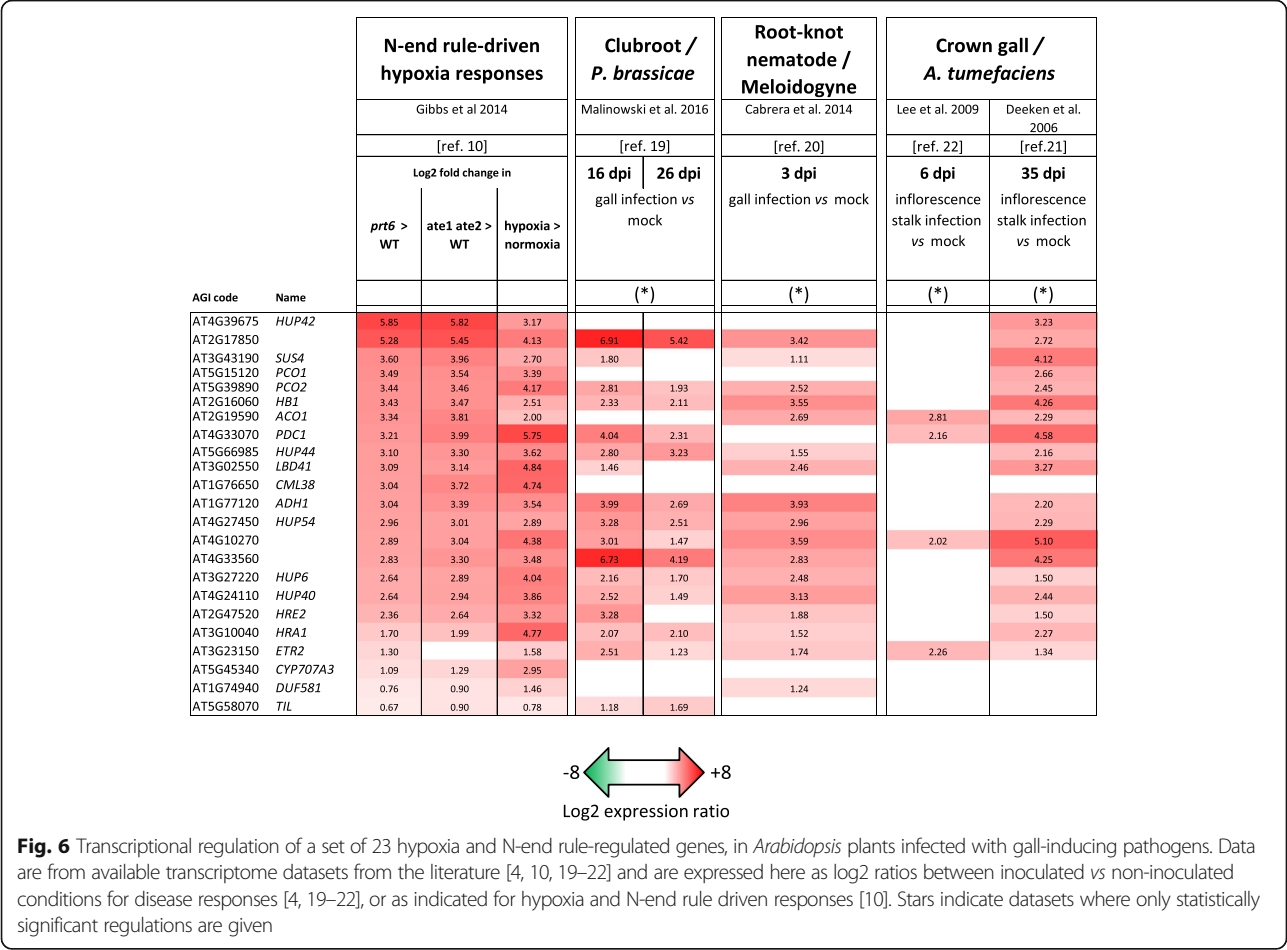 N-end rule-driven hypoxia responses
Clubroot / P. brassicae
Root-knot nematode / Meloidogyne
Crown gall / A. tumefaciens
Gibbs et al 2014
Malinowski et al. 2016
Cabrera et al. 2014
Lee et al. 2009
Deeken et al. 2006
[ref. 10]
[ref. 19]
[ref. 20]
[ref. 22]
[ref.21]
Log2 fold change in
16 dpi
26 dpi
3 dpi
6 dpi
35 dpi
prt6 > WT
ate1 ate2 > WT
hypoxia > normoxia
gall infection vs mock
gall infection vs mock
inflorescence stalk infection vs mock
inflorescence stalk infection vs mock
AGI code Name (*) (*) (*) (*)
AT4G39675 HUP42 5.85 5.82 3.17 3.23
AT2G17850 5.28 5.45 4.13 6.91 5.42 3.42 2.72
AT3G43190 SUS4 3.60 3.96 2.70 1.80 1.11 4.12
AT5G15120 PCO1 3.49 3.54 3.39 2.66
AT5G39890 PCO2 3.44 3.46 4.17 2.81 1.93 2.52 2.45
AT2G16060 HB1 3.43 3.47 2.51 2.33 2.11 3.55 4.26
AT2G19590 ACO1 3.34 3.81 2.00 2.69 2.81 2.29
AT4G33070 PDC1 3.21 3.99 5.75 4.04 2.31 2.16 4.58
AT5G66985 HUP44 3.10 3.30 3.62 2.80 3.23 1.55 2.16
AT3G02550 LBD41 3.09 3.14 4.84 1.46 2.46 3.27
AT1G76650 CML38 3.04 3.72 4.74
AT1G77120 ADH1 3.04 3.39 3.54 3.99 2.69 3.93 2.20
AT4G27450 HUP54 2.96 3.01 2.89 3.28 2.51 2.96 2.29
AT4G10270 2.89 3.04 4.38 3.01 1.47 3.59 2.02 5.10
AT4G33560 2.83 3.30 3.48 6.73 4.19 2.83 4.25
AT3G27220 HUP6 2.64 2.89 4.04 2.16 1.70 2.48 1.50
AT4G24110 HUP40 2.64 2.94 3.86 2.52 1.49 3.13 2.44
AT2G47520 HRE2 2.36 2.64 3.32 3.28 1.88 1.50
AT3G10040 HRA1 1.70 1.99 4.77 2.07 2.10 1.52 2.27
AT3G23150 ETR2 1.30 1.58 2.51 1.23 1.74 2.26 1.34
AT5G45340 CYP707A3 1.09 1.29 2.95
AT1G74940 DUF581 0.76 0.90 1.46 1.24
AT5G58070 TIL 0.67 0.90 0.78 1.18 1.69
-8 +8
Log2 expression ratio
Fig. 6 Transcriptional regulation of a set of 23 hypoxia and N-end rule-regulated genes, in Arabidopsis plants infected with gall-inducing pathogens. Data
are from available transcriptome datasets from the literature [4, 10, 19–22] and are expressed here as log2 ratios between inoculated vs non-inoculated
conditions for disease responses [4, 19–22], or as indicated for hypoxia and N-end rule driven responses [10]. Stars indicate datasets where only statistically
significant regulations are given